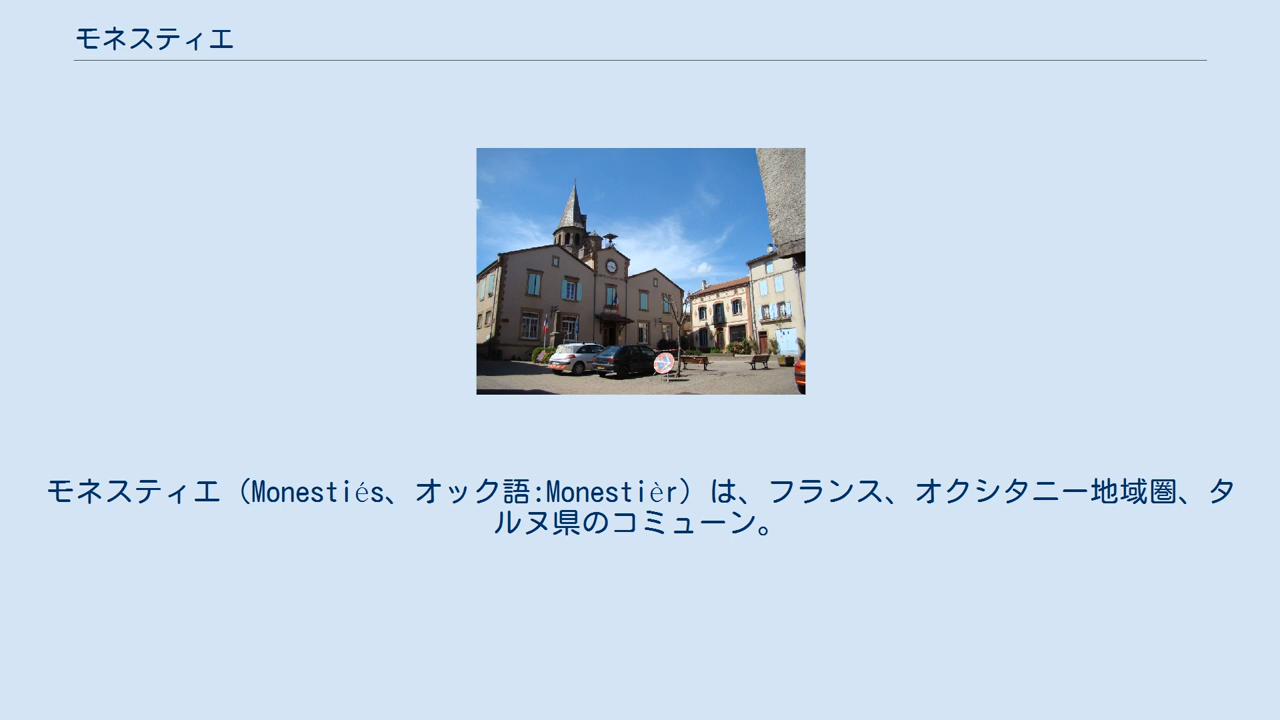 モネスティエ
モネスティエ（Monestiés、オック語:Monestièr）は、フランス、オクシタニー地域圏、タ
ルヌ県のコミューン。